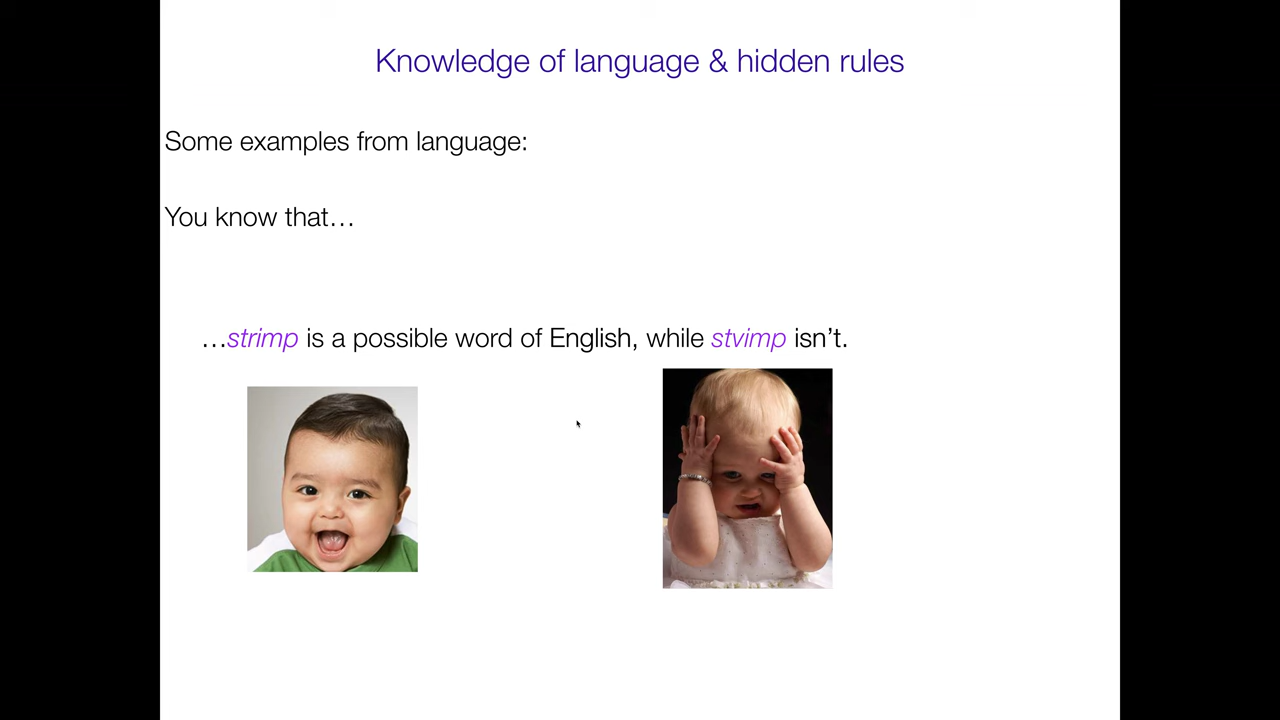 Knowledge of language & hidden rules
Some examples from language:
You know that…
…strimp is a possible word of English, while stvimp isn’t.